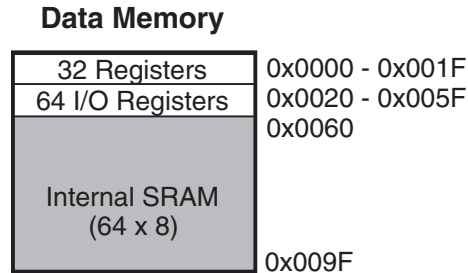 Data Memory
32 Registers 0x0000 - 0x001F
64 I/O Registers 0x0020 - 0x005F
0x0060
Internal SRAM
(64 x 8)
0x009F